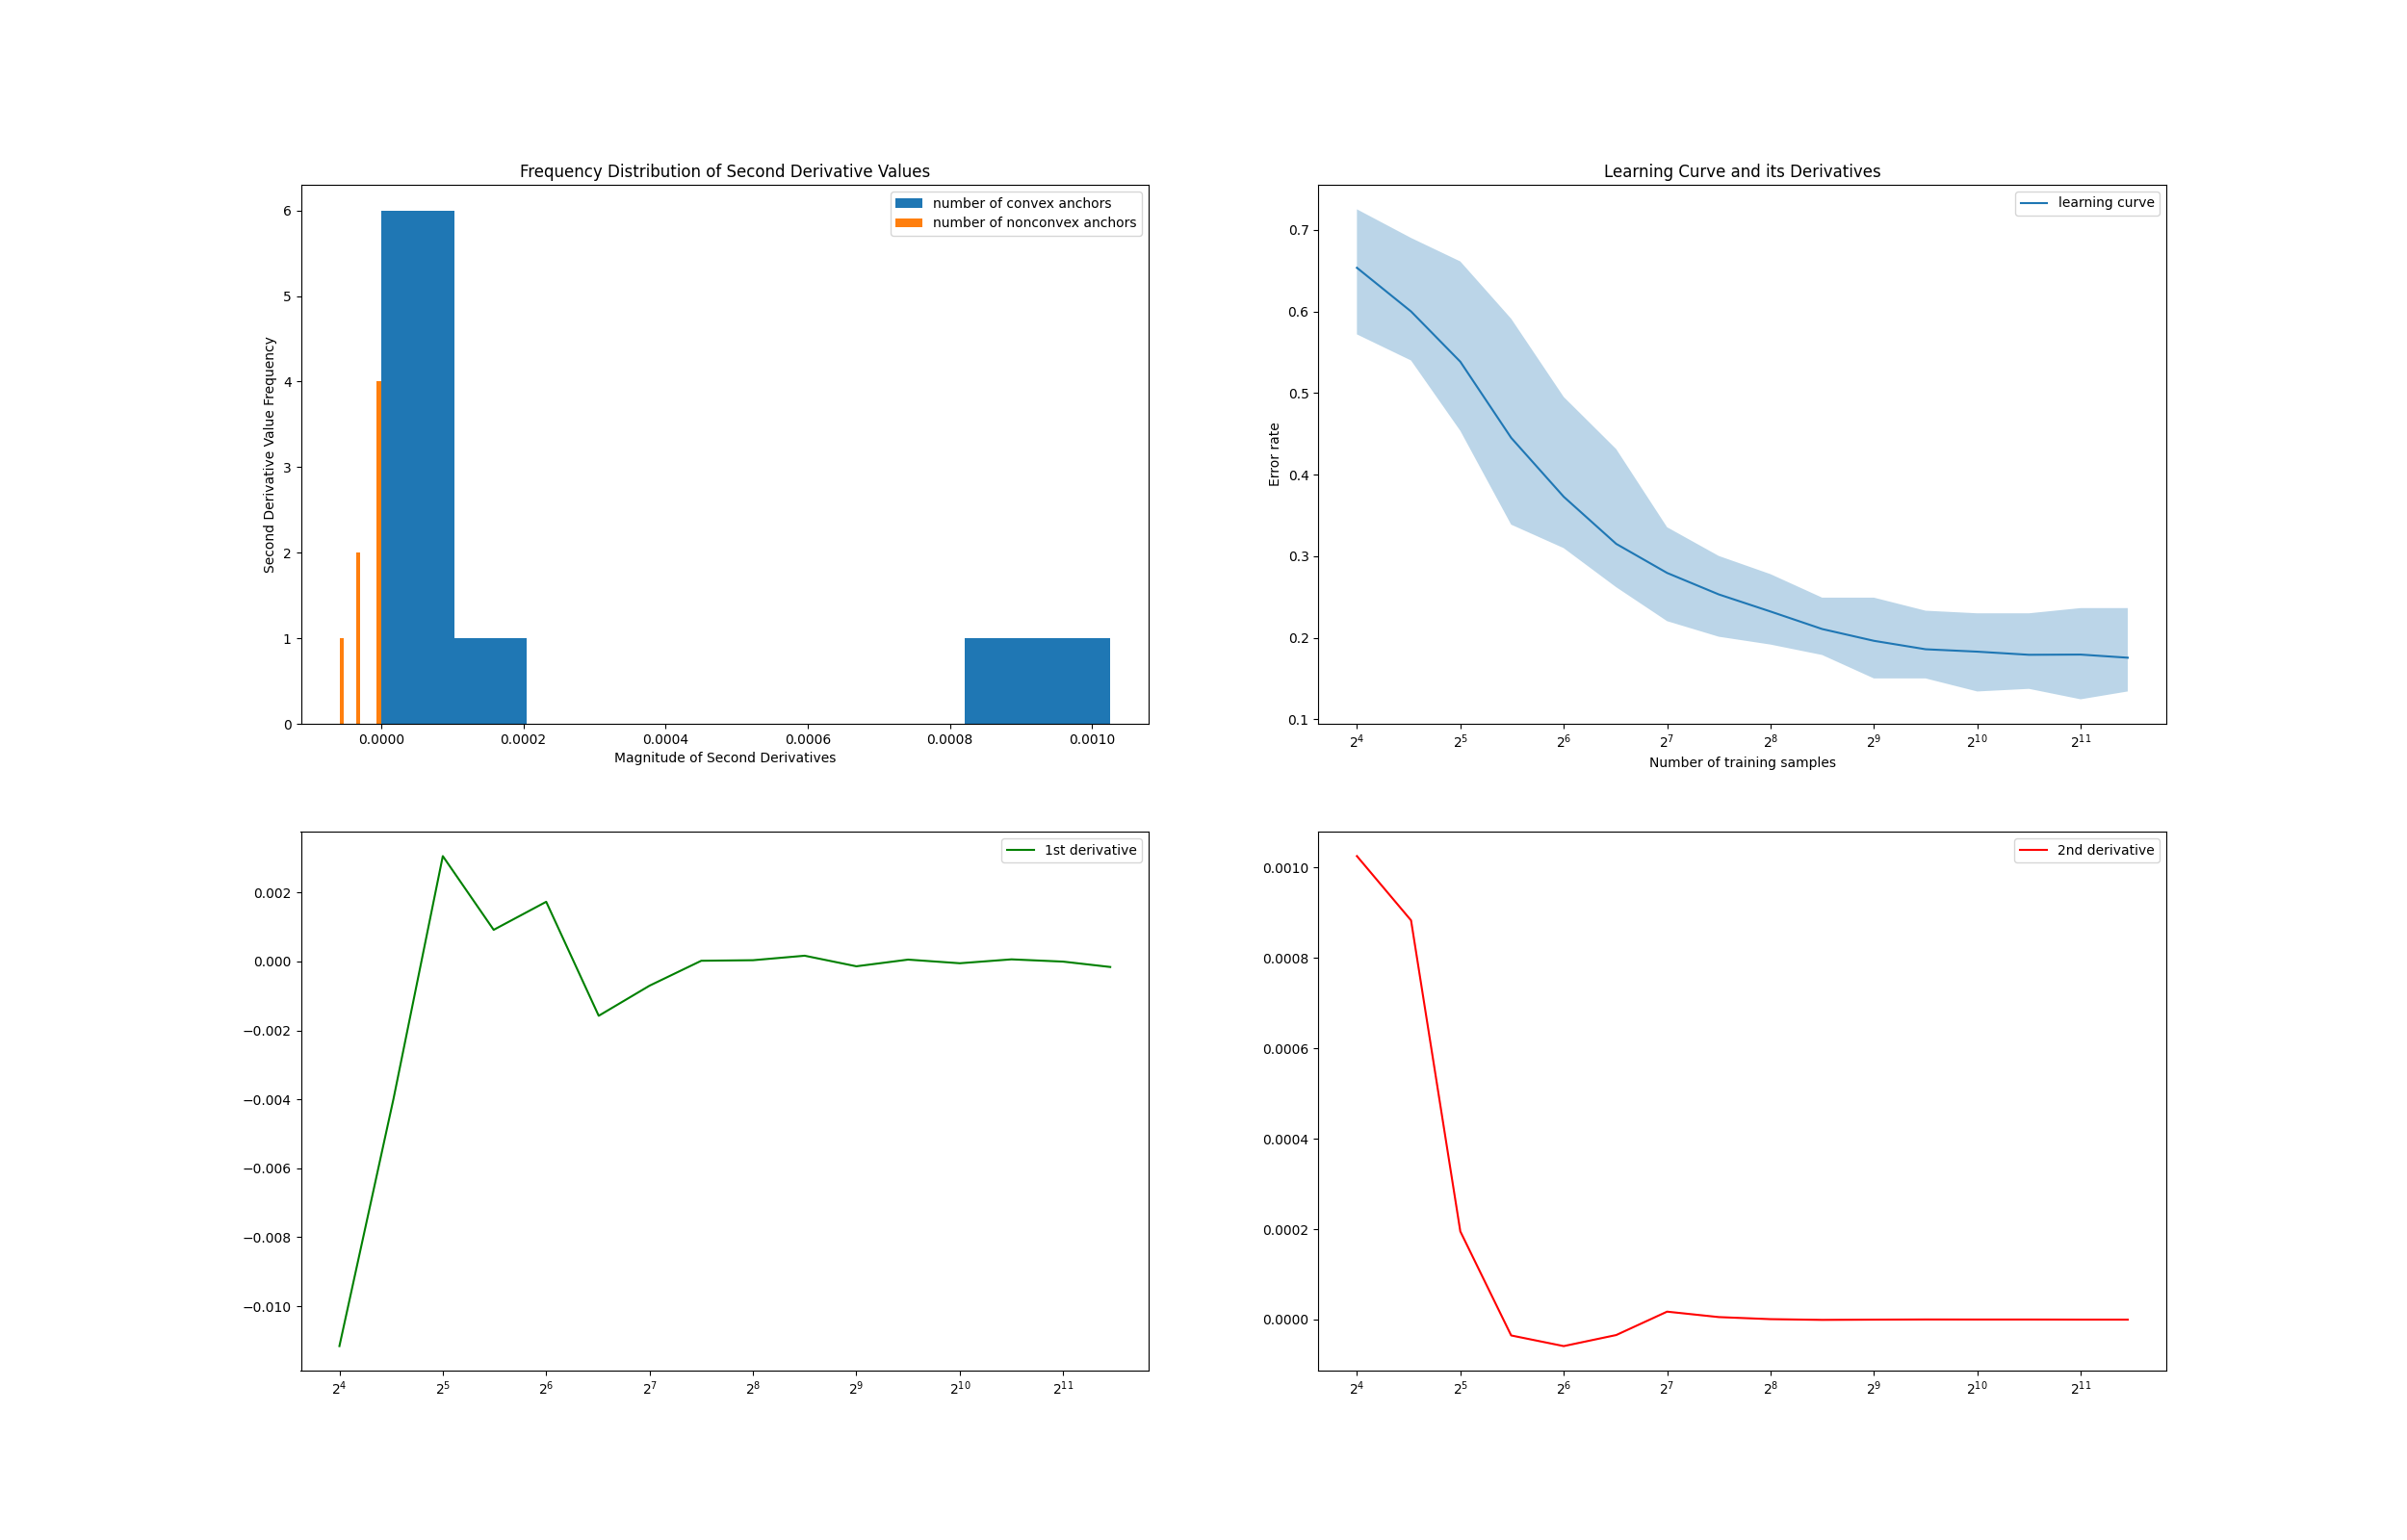 Frequency Distribution of Second Derivative Values
number of convex anchors
number of nonconvex anchors
Second Derivative Value Frequency
6
5
4
3
2
1
0
0.0000 0.0002 0.0004 0.0006 0.0008 0.0010
Magnitude of Second Derivatives
Learning Curve and its Derivatives
learning curve
Error rate
0.7
0.6
0.5
0.4
0.3
0.2
0.1
2⁴ 2⁵ 2⁶ 2⁷ 2⁸ 2⁹ 2¹⁰ 2¹¹
Number of training samples
1st derivative
0.002
0.000
−0.002
−0.004
−0.006
−0.008
−0.010
2⁴ 2⁵ 2⁶ 2⁷ 2⁸ 2⁹ 2¹⁰ 2¹¹
2nd derivative
0.0010
0.0008
0.0006
0.0004
0.0002
0.0000
2⁴ 2⁵ 2⁶ 2⁷ 2⁸ 2⁹ 2¹⁰ 2¹¹